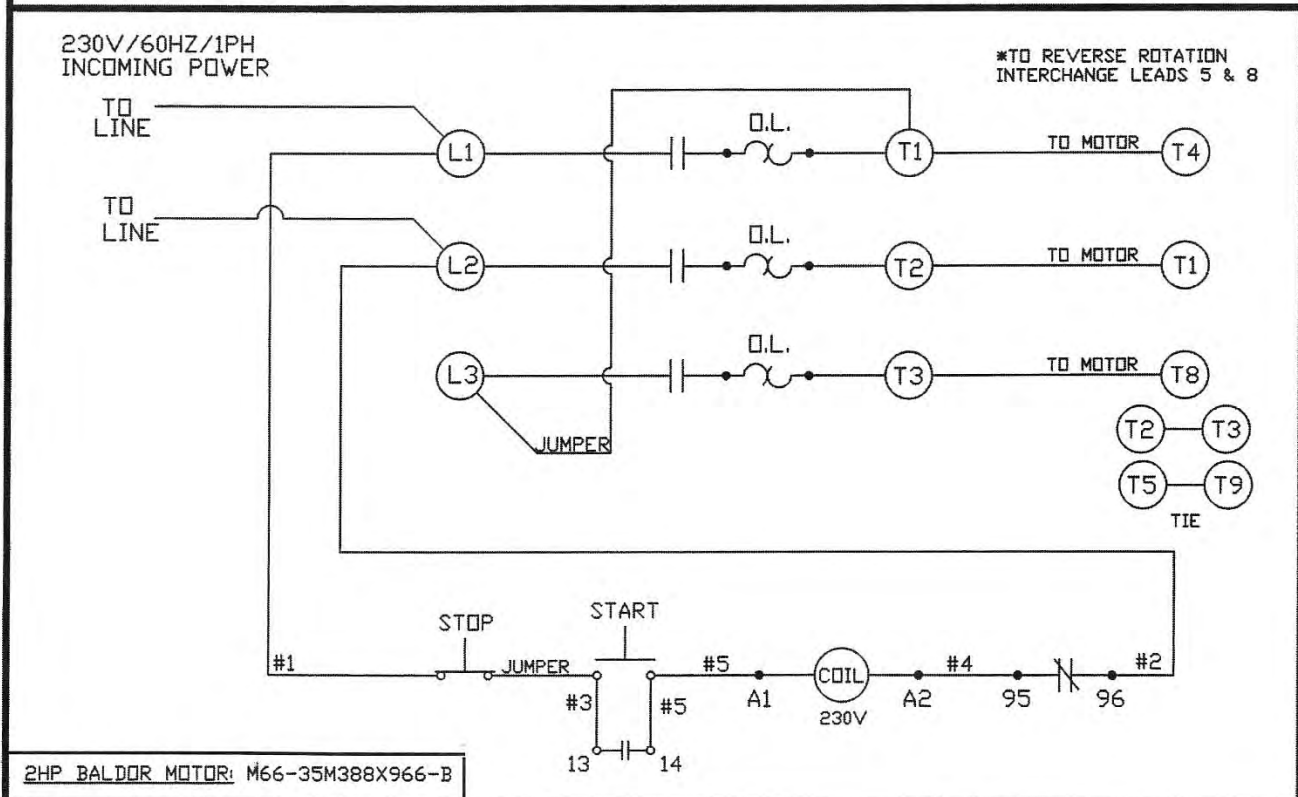 230V/60HZ/1PH
INCOMING POWER
*TO REVERSE ROTATION
INTERCHANGE LEADS 5 & 8
TO
LINE
L1
O.L.
T1
TO MOTOR
T4
TO
LINE
L2
O.L.
T2
TO MOTOR
T1
L3
O.L.
T3
TO MOTOR
T8
JUMPER
T2
T3
T5
T9
TIE
STOP
START
#1
JUMPER
#3
#5
#5
A1
COIL
230V
A2
#4
95
96
#2
13
14
2HP BALDOR MOTOR: M66-35M388X966-B